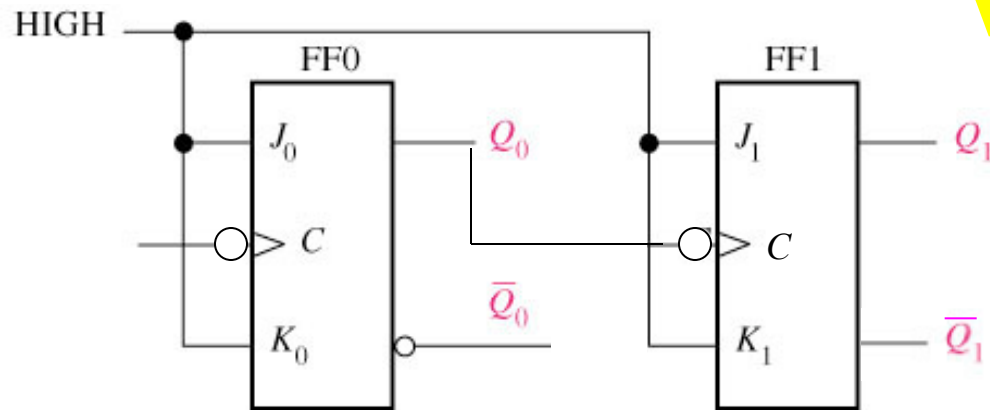 HIGH
FF0 FF1
J₀ Q₀ J₁ Q₁
C C
Q̅₀
K₀ K₁ Q̅₁